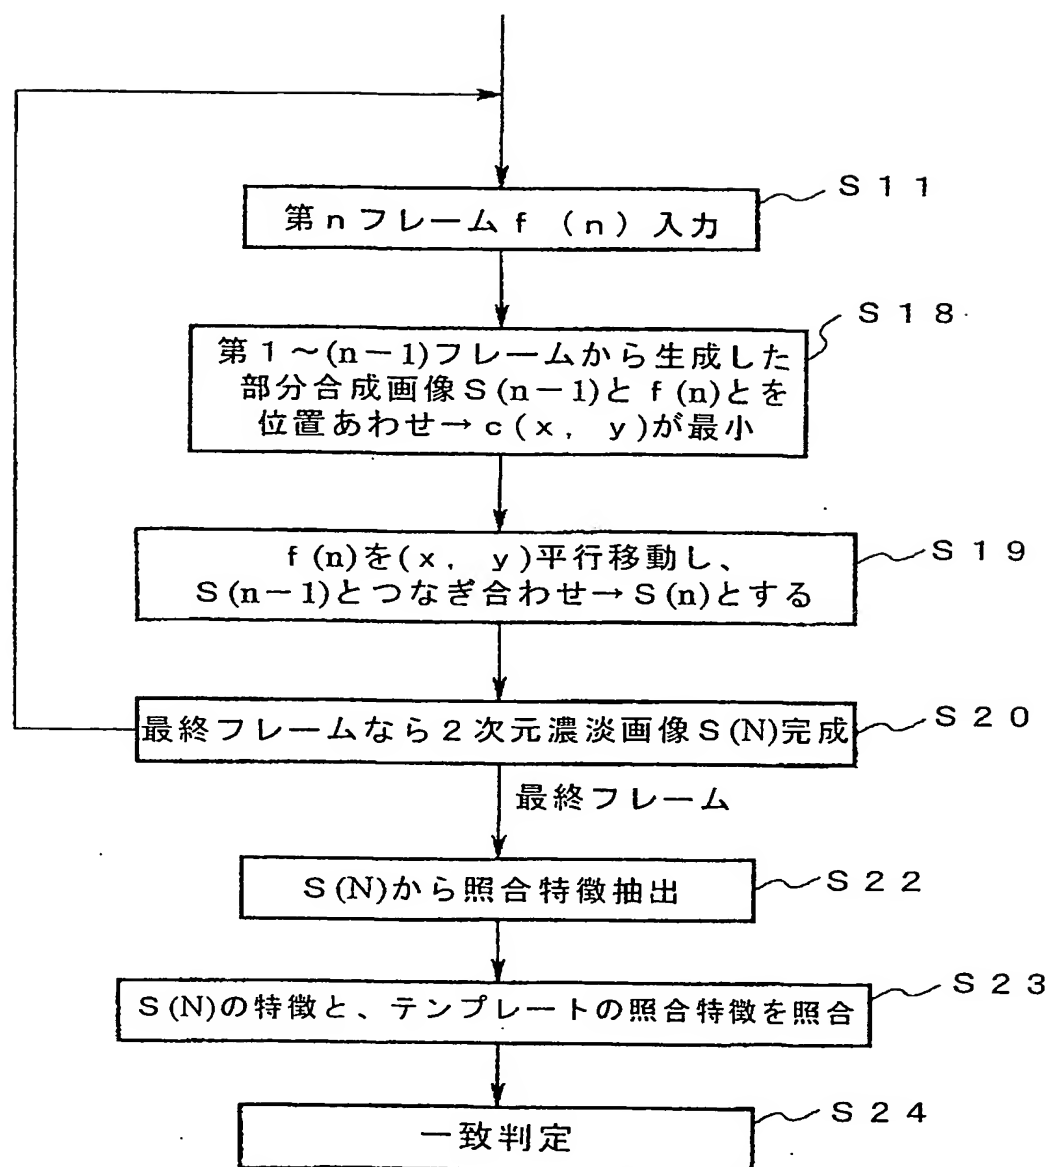 S11
第nフレームf (n) 入力
S18
第1～(n－1)フレームから生成した
部分合成画像S(n－1)とf(n)とを
位置あわせ→c(x, y)が最小
S19
f(n)を(x, y)平行移動し、
S(n－1)とつなぎ合わせ→S(n)とする
S20
最終フレームなら2次元濃淡画像S(N)完成
最終フレーム
S22
S(N)から照合特徴抽出
S23
S(N)の特徴と、テンプレートの照合特徴を照合
S24
一致判定